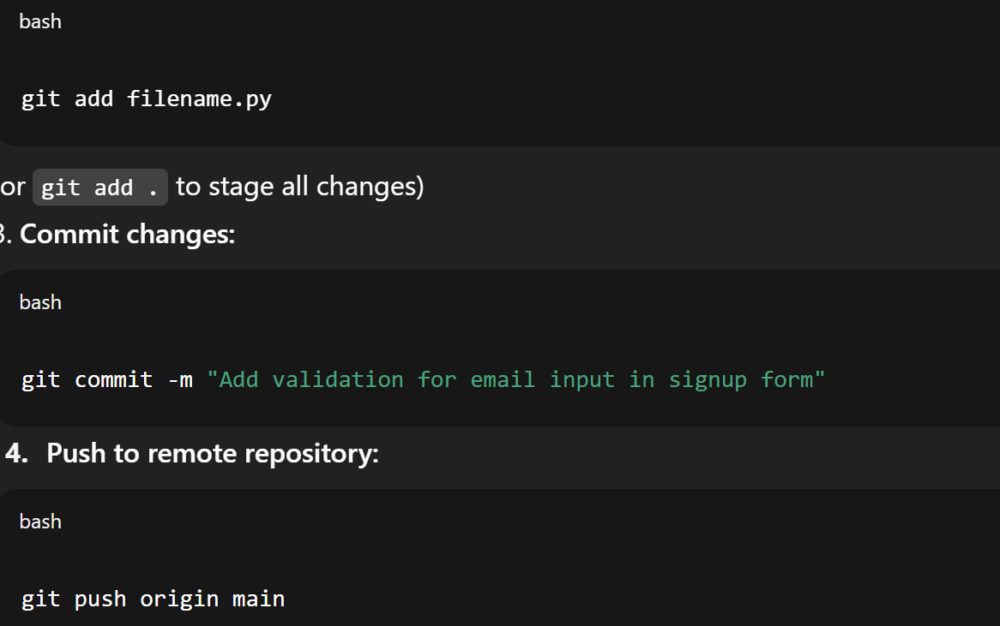 bash
git add filename.py
or git add . to stage all changes)
3. Commit changes:
bash
git commit -m "Add validation for email input in signup form"
4. Push to remote repository:
bash
git push origin main